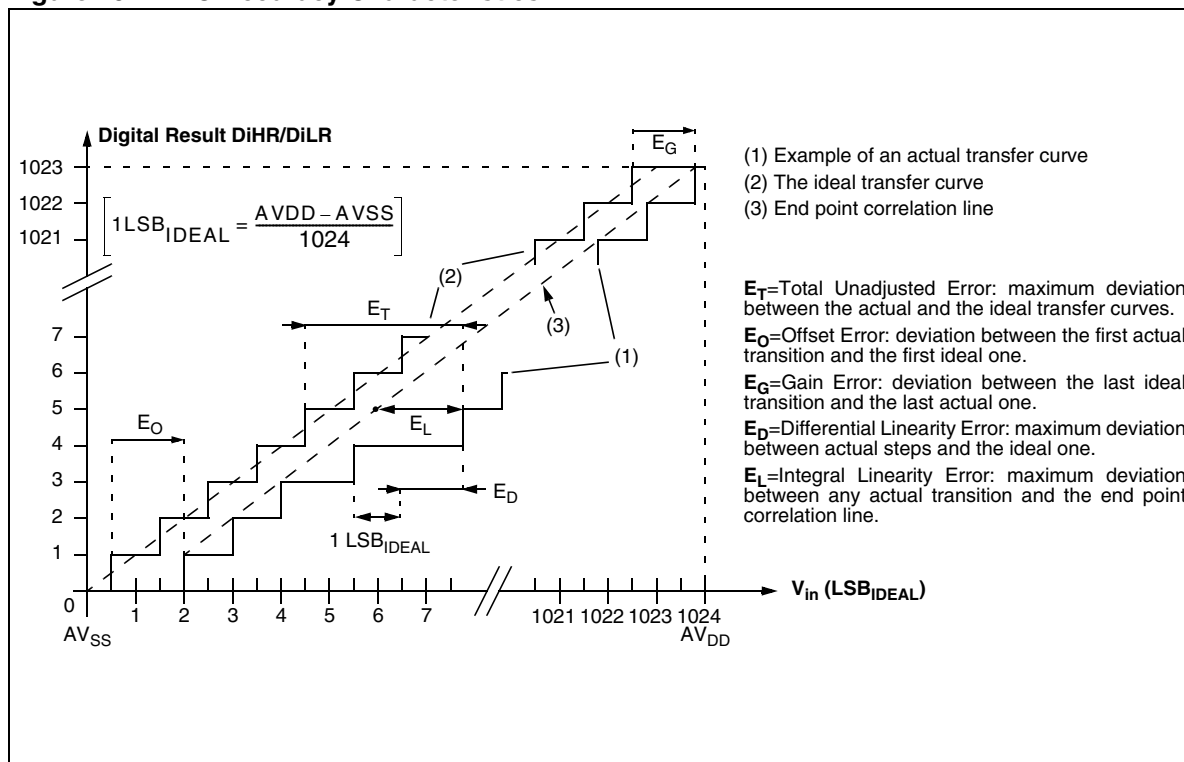 Digital Result DiHR/DiLR
E_G
1023
1022
1021
[1LSB_IDEAL = AVDD – AVSS / 1024]
(1) Example of an actual transfer curve
(2) The ideal transfer curve
(3) End point correlation line
(2)
E_T
(3)
(1)
7
6
5
4
3
2
1
0
E_O
E_L
E_D
1 LSB_IDEAL
E_T=Total Unadjusted Error: maximum deviation
between the actual and the ideal transfer curves.
E_O=Offset Error: deviation between the first actual
transition and the first ideal one.
E_G=Gain Error: deviation between the last ideal
transition and the last actual one.
E_D=Differential Linearity Error: maximum deviation
between actual steps and the ideal one.
E_L=Integral Linearity Error: maximum deviation
between any actual transition and the end point
correlation line.
V_in (LSB_IDEAL)
1 2 3 4 5 6 7 1021 1022 1023 1024
AV_SS AV_DD